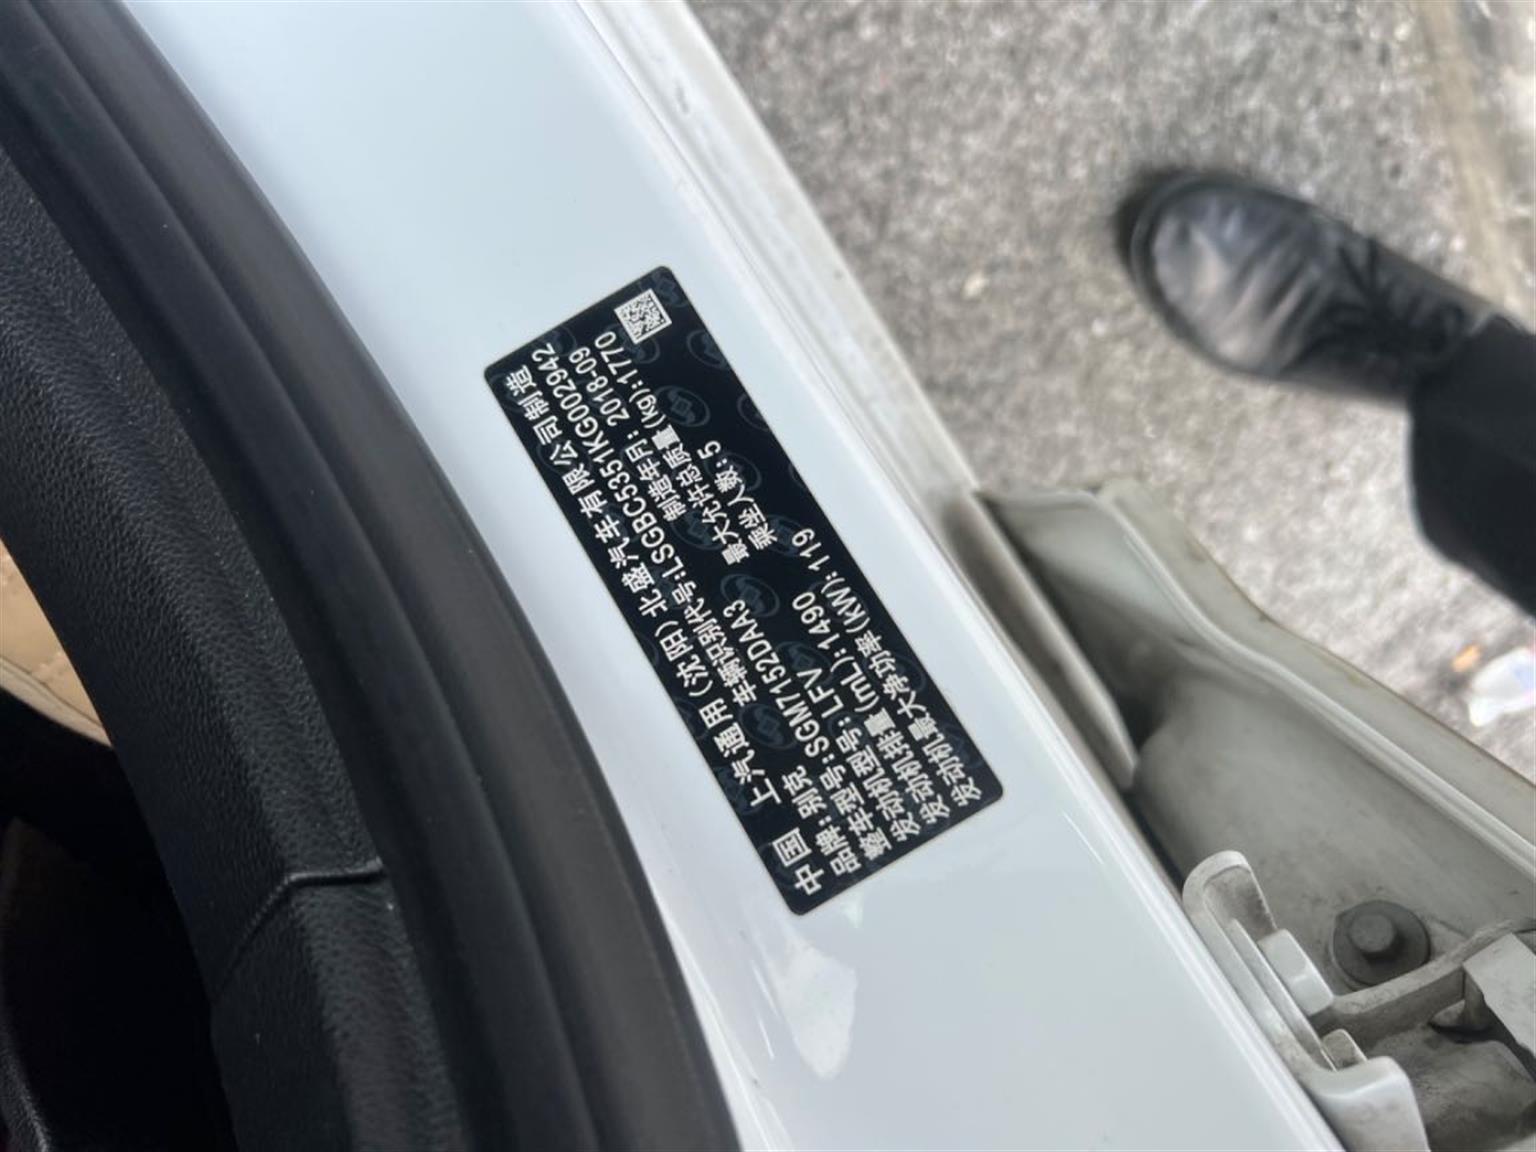 中国 上汽通用（沈阳）北盛汽车有限公司制造
品牌：别克 车辆识别代号：LSGBC5351KG002942
整车型号：SGM7152DAAA3 制造年月：2018-09
发动机型号：LFV 最大允许总质量(kg)：1770
发动机排量(mL)：1490 乘坐人数：5
发动机最大净功率(kW)：119